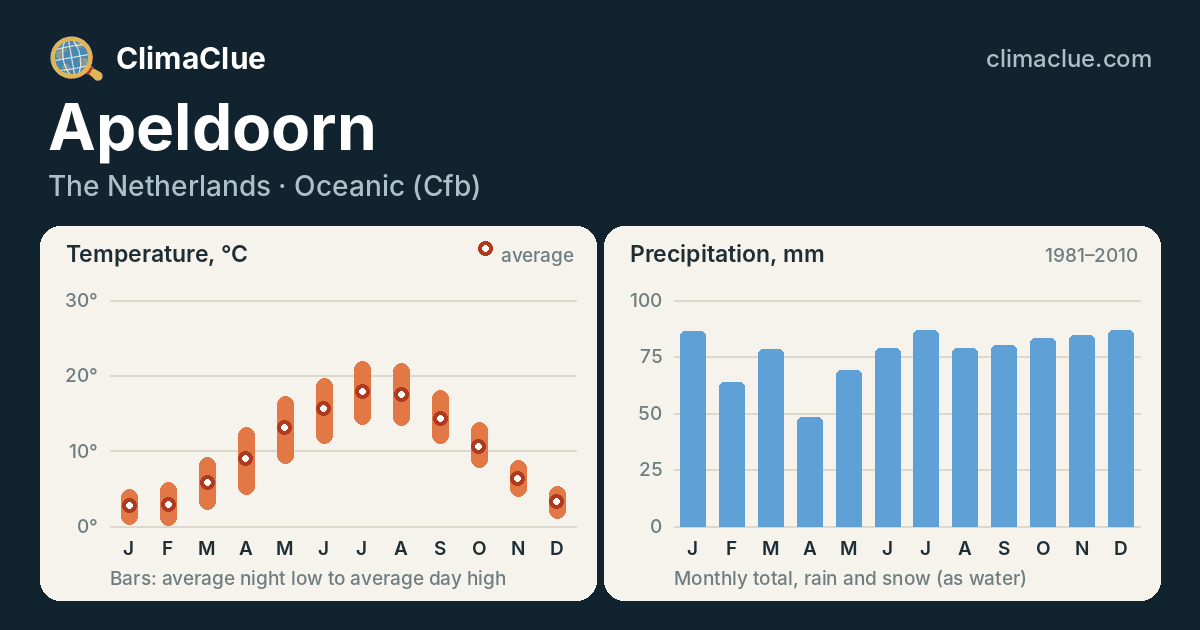 ClimaClue
climaclue.com
Apeldoorn
The Netherlands · Oceanic (Cfb)
Temperature, °C
average
30°
20°
10°
0°
J F M A M J J A S O N D
Bars: average night low to average day high
Precipitation, mm
1981–2010
100
75
50
25
0
J F M A M J J A S O N D
Monthly total, rain and snow (as water)